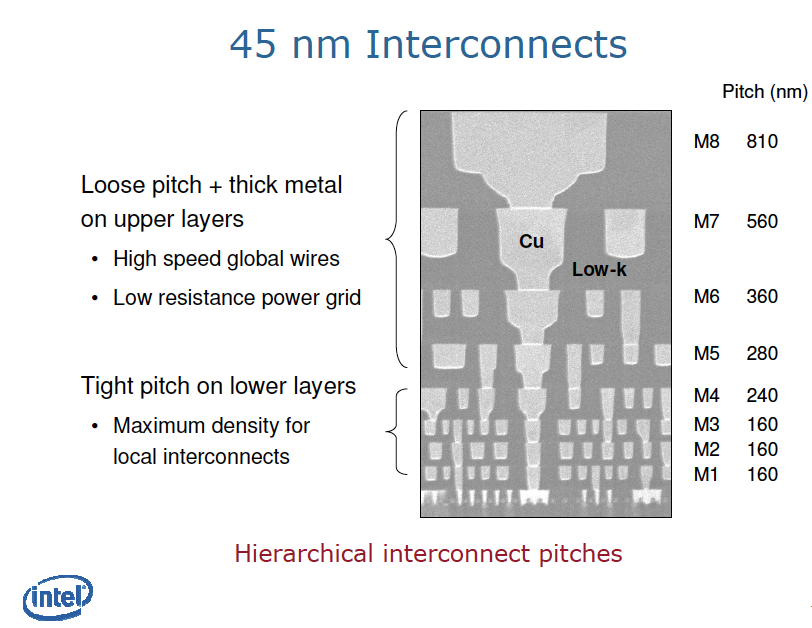 45 nm Interconnects
Pitch (nm)
Loose pitch + thick metal
on upper layers
• High speed global wires
• Low resistance power grid
Tight pitch on lower layers
• Maximum density for
local interconnects
Cu
Low-k
M8 810
M7 560
M6 360
M5 280
M4 240
M3 160
M2 160
M1 160
Hierarchical interconnect pitches
intel